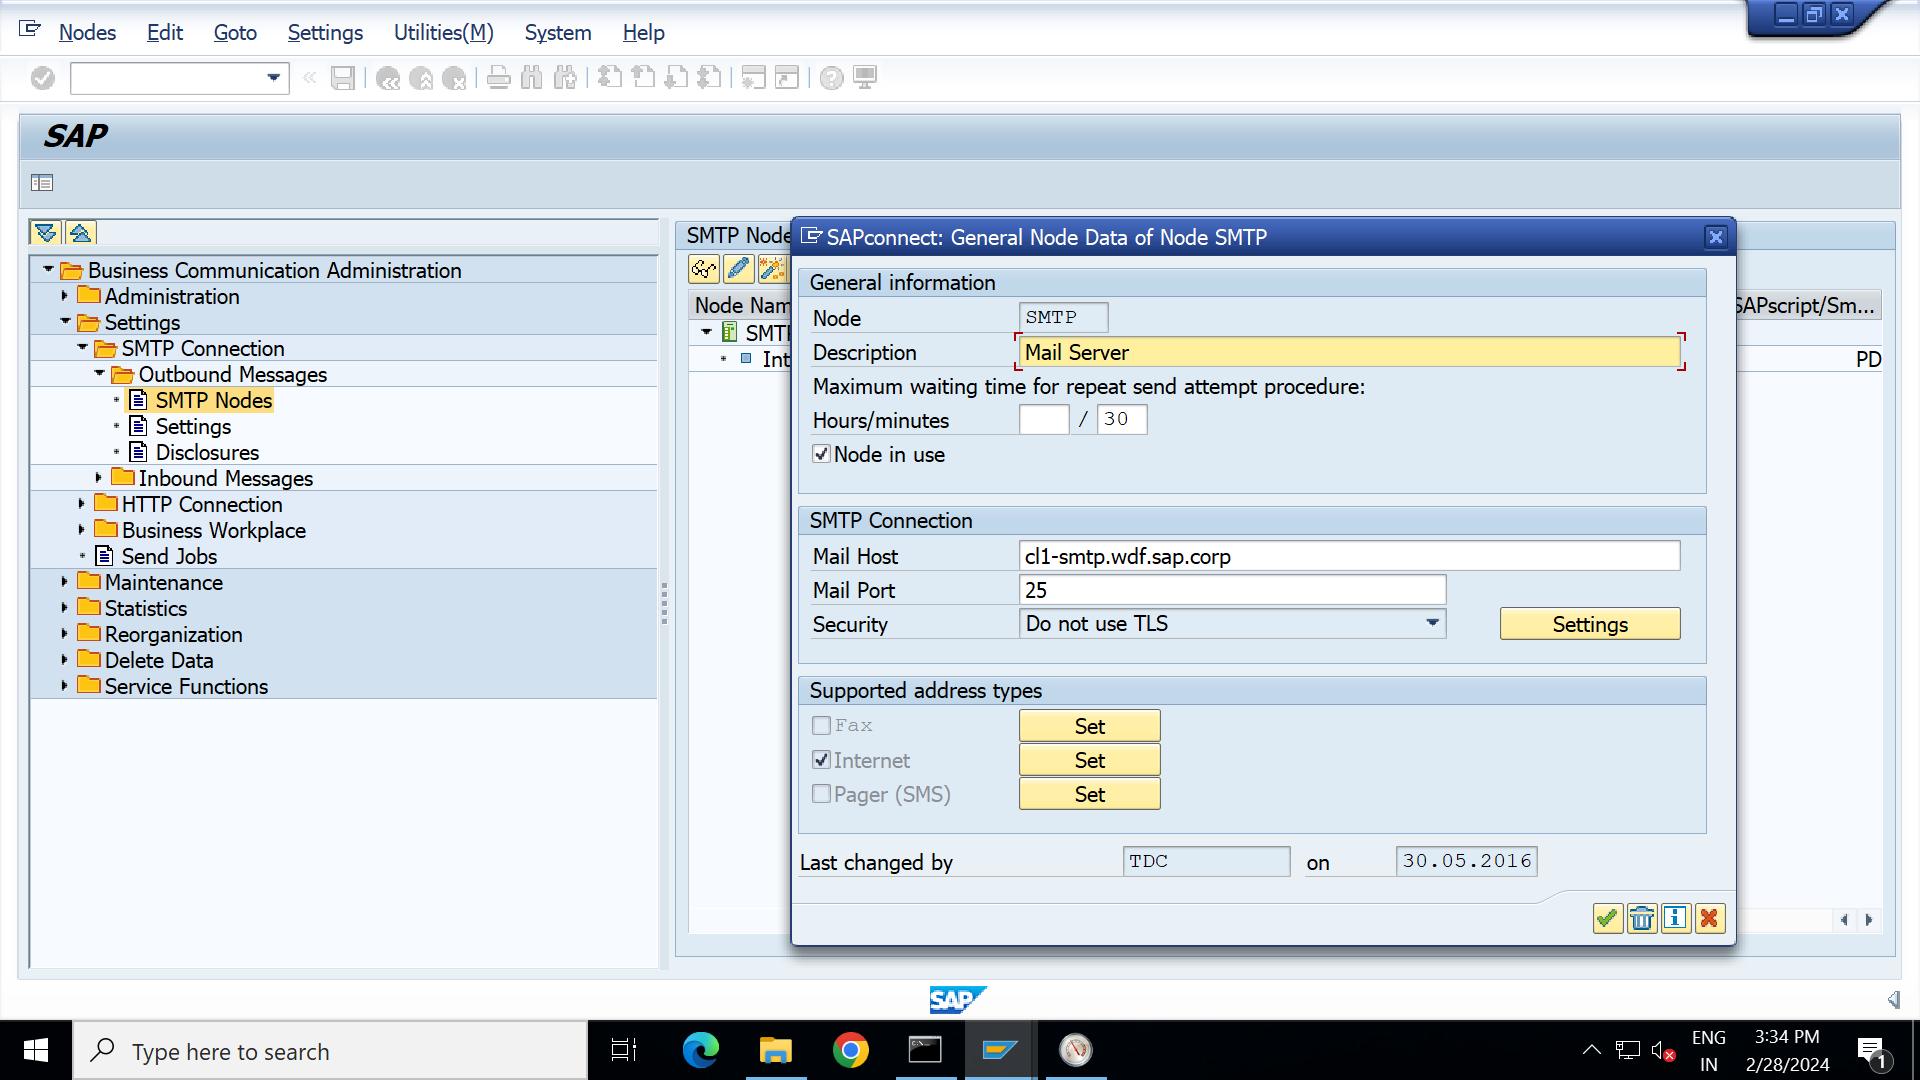 Nodes Edit Goto Settings Utilities(M) System Help
SAP
Business Communication Administration
Administration
Settings
SMTP Connection
Outbound Messages
SMTP Nodes
Settings
Disclosures
Inbound Messages
HTTP Connection
Business Workplace
Send Jobs
Maintenance
Statistics
Reorganization
Delete Data
Service Functions
SMTP Node
Node Nam
SAPscript/Sm...
SMTP
Int
PD
SAPconnect: General Node Data of Node SMTP
General information
Node SMTP
Description Mail Server
Maximum waiting time for repeat send attempt procedure:
Hours/minutes / 30
Node in use
SMTP Connection
Mail Host cl1-smtp.wdf.sap.corp
Mail Port 25
Security Do not use TLS Settings
Supported address types
Fax Set
Internet Set
Pager (SMS) Set
Last changed by TDC on 30.05.2016
SAP
Type here to search
ENG
IN
3:34 PM
2/28/2024
1